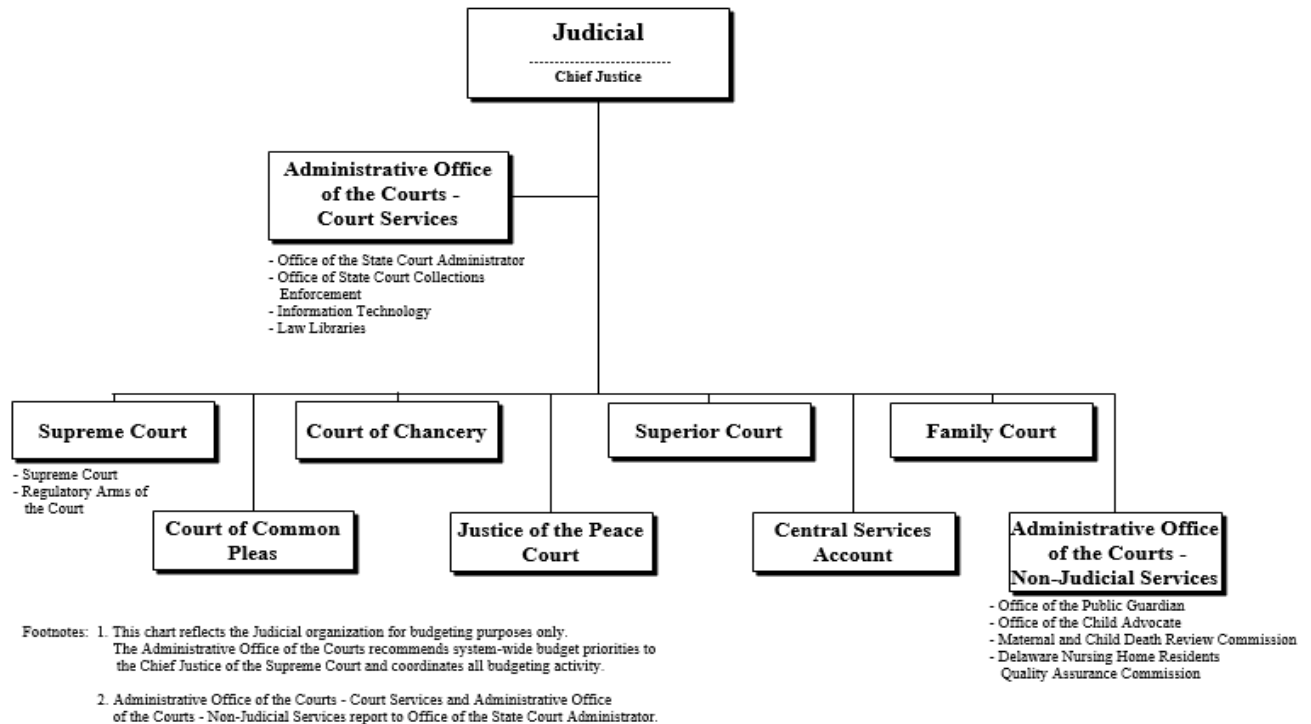 Judicial
Chief Justice
Administrative Office
of the Courts -
Court Services
- Office of the State Court Administrator
- Office of State Court Collections
Enforcement
- Information Technology
- Law Libraries
Supreme Court
- Supreme Court
- Regulatory Arms of
the Court
Court of Chancery
Superior Court
Family Court
Court of Common
Pleas
Justice of the Peace
Court
Central Services
Account
Administrative Office
of the Courts -
Non-Judicial Services
- Office of the Public Guardian
- Office of the Child Advocate
- Maternal and Child Death Review Commission
- Delaware Nursing Home Residents
Quality Assurance Commission
Footnotes: 1. This chart reflects the Judicial organization for budgeting purposes only.
The Administrative Office of the Courts recommends system-wide budget priorities to
the Chief Justice of the Supreme Court and coordinates all budgeting activity.
2. Administrative Office of the Courts - Court Services and Administrative Office
of the Courts - Non-Judicial Services report to Office of the State Court Administrator.